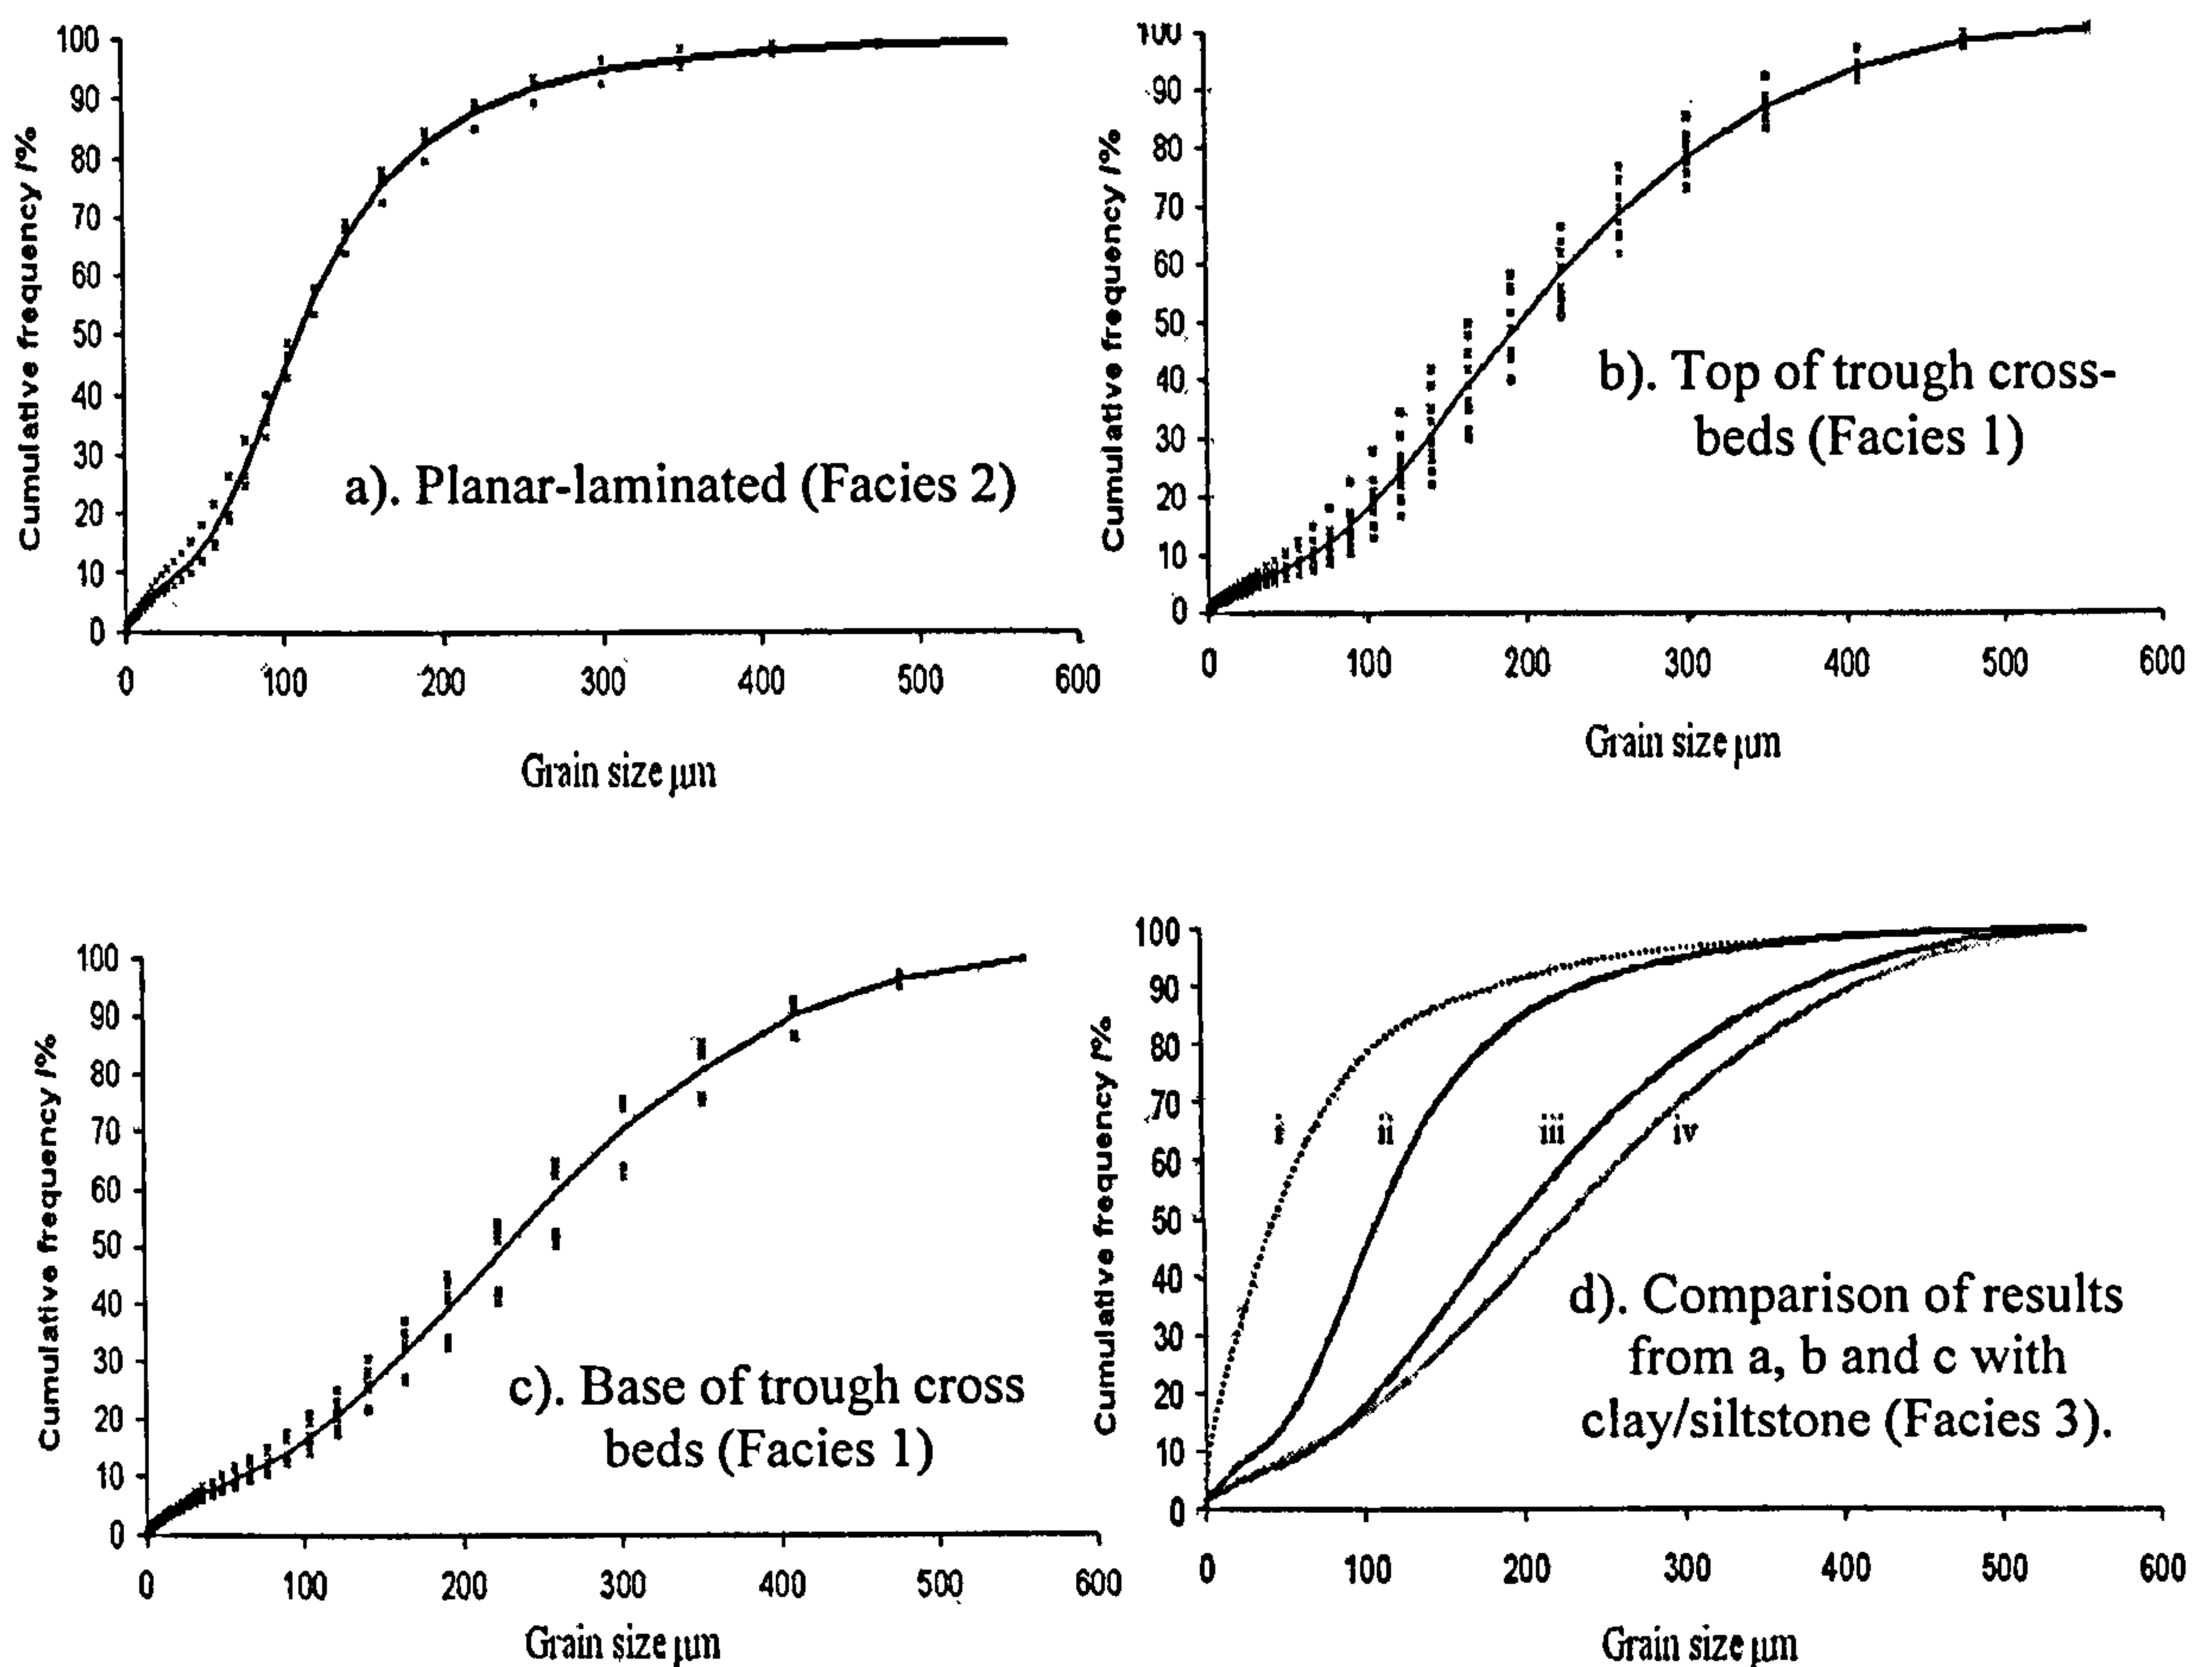 Cumulative frequency /%
100
90
80
70
60
50
40
30
20
10
0
0 100 200 300 400 500 600
Grain size µm
a). Planar-laminated (Facies 2)
Cumulative frequency /%
100
90
80
70
60
50
40
30
20
10
0
0 100 200 300 400 500 600
Grain size µm
b). Top of trough cross-
beds (Facies 1)
Cumulative frequency /%
100
90
80
70
60
50
40
30
20
10
0
0 100 200 300 400 500 600
Grain size µm
c). Base of trough cross
beds (Facies 1)
Cumulative frequency /%
100
90
80
70
60
50
40
30
20
10
0
0 100 200 300 400 500 600
Grain size µm
ii iii iv
d). Comparison of results
from a, b and c with
clay/siltstone (Facies 3).